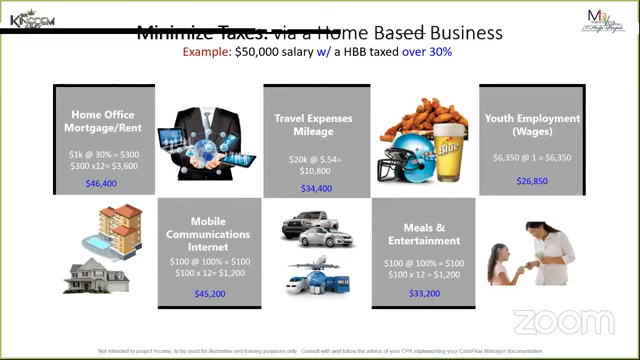 KINGDOM
Minimize Taxes: via a Home Based Business
I Help People
Example: $50,000 salary w/ a HBB taxed over 30%
Home Office
Mortgage/Rent
$1k @ 30% = $300
$300 x12= $3,600
$46,400
Mobile
Communications
Internet
$100 @ 100% = $100
$100 x 12= $1,200
$45,200
Travel Expenses
Mileage
$20k @ 5.54=
$10,800
$34,400
Meals &
Entertainment
$100 @ 100% = $100
$100 x 12 = $1,200
$33,200
Youth Employment
(Wages)
$6,350 @ 1 = $6,350
$26,850
zoom
*Not intended to project Income, to be used for illustrative and training purposes only. Consult with and follow the advice of your CPA implementing your CashFlow Manager documentation.